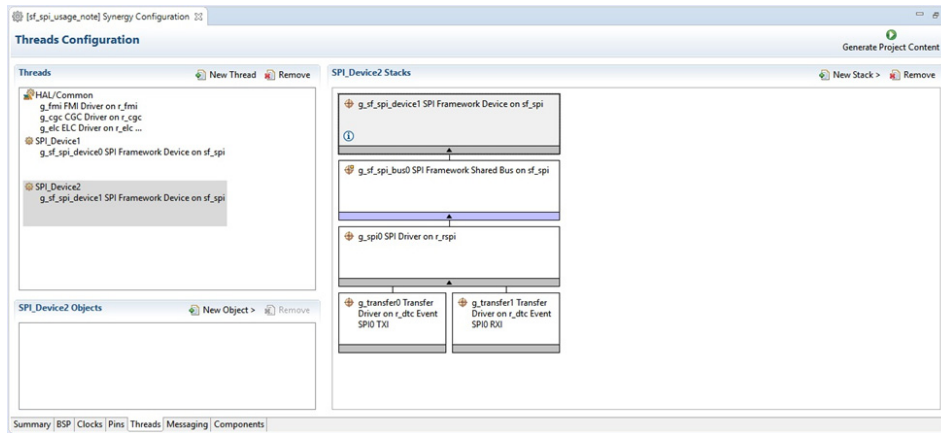 [sf_spi_usage_note] Synergy Configuration
Threads Configuration
Generate Project Content
Threads
New Thread
Remove
HAL/Common
g_fmi FMI Driver on r_fmi
g_cgc CGC Driver on r_cgc
g_elc ELC Driver on r_elc ...
SPI_Device1
g_sf_spi_device0 SPI Framework Device on sf_spi
SPI_Device2
g_sf_spi_device1 SPI Framework Device on sf_spi
SPI_Device2 Objects
New Object >
Remove
SPI_Device2 Stacks
New Stack >
Remove
g_sf_spi_device1 SPI Framework Device on sf_spi
g_sf_spi_bus0 SPI Framework Shared Bus on sf_spi
g_spi0 SPI Driver on r_rspi
g_transfer0 Transfer
Driver on r_dtc Event
SPI0 TXI
g_transfer1 Transfer
Driver on r_dtc Event
SPI0 RXI
Summary BSP Clocks Pins Threads Messaging Components